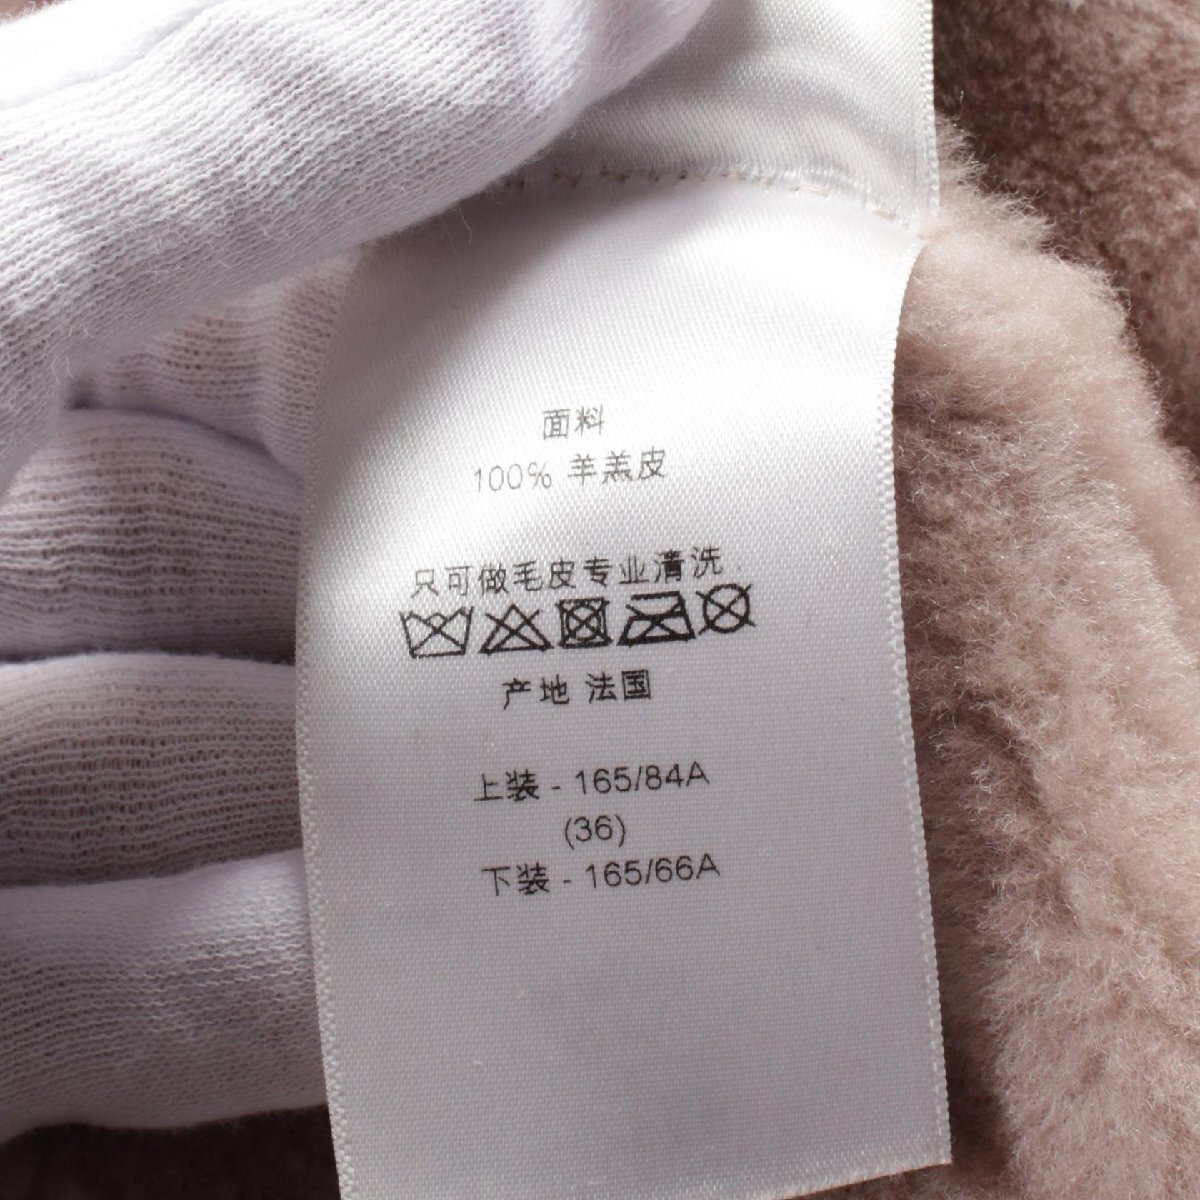 面料
100% 羊羔皮
只可做毛皮专业清洗
产地 法国
上装 - 165/84A
(36)
下装 - 165/66A